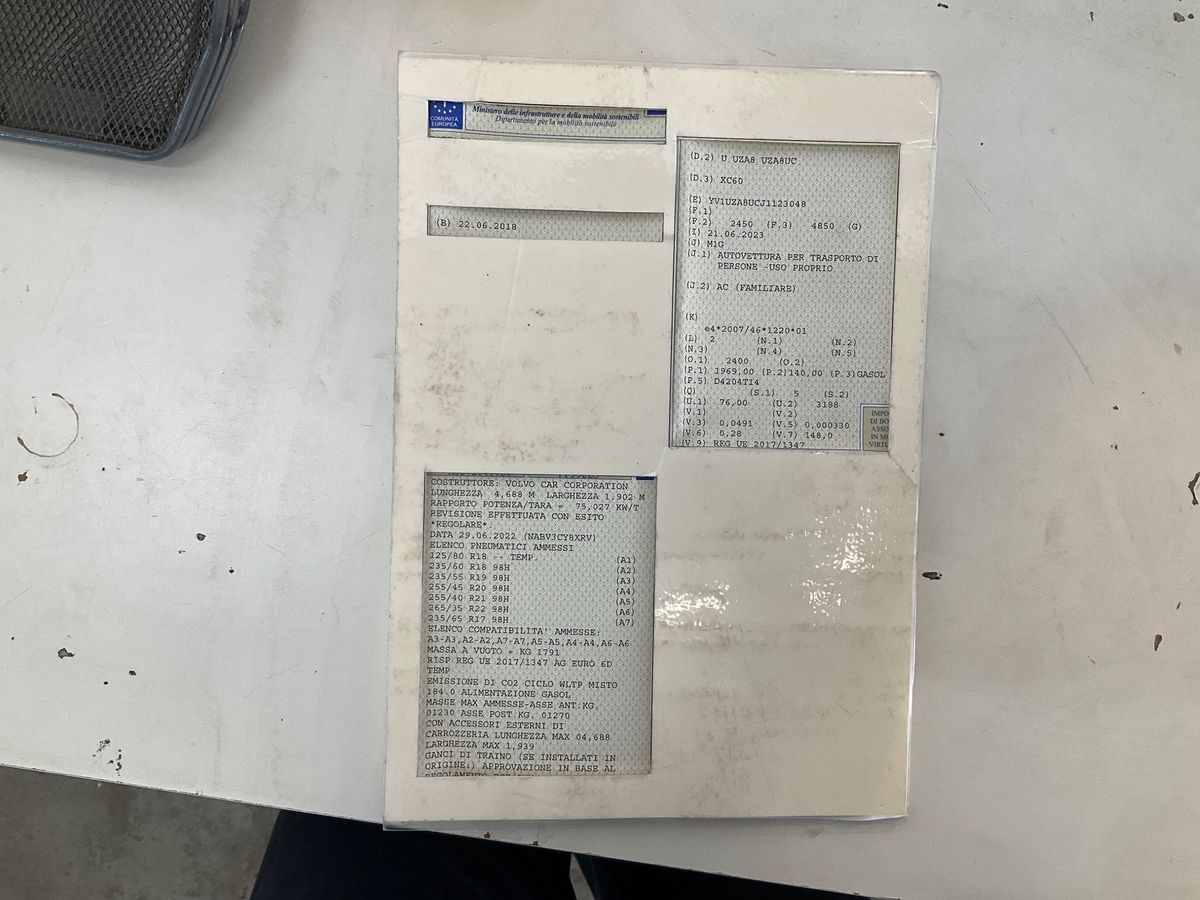 COMUNITÀ
EUROPEA
Ministero delle infrastrutture e della mobilità sostenibili
Dipartimento per la mobilità sostenibile
(B) 22.06.2018
(D.2) U UZA8 UZA8UC
(D.3) XC60
(E) YV1UZA8UCJ1123048
(F.1)
(F.2) 2450 (F.3) 4850 (G)
(I) 21.06.2023
(J) M1G
(J.1) AUTOVETTURA PER TRASPORTO DI
PERSONE -USO PROPRIO
(J.2) AC (FAMILIARE)
(K)
e4*2007/46*1220*01
(L) 2 (N.1) (N.2)
(N.3) (N.4) (N.5)
(O.1) 2400 (O.2)
(P.1) 1969,00 (P.2)140,00 (P.3)GASOL
(P.5) D4204T14
(Q) (S.1) 5 (S.2)
(U.1) 76,00 (U.2) 3188
(V.1) (V.2)
(V.3) 0,0491 (V.5) 0,000330
(V.6) 0,28 (V.7) 148,0
(V.9) REG UE 2017/1347
IMPO
DI BO
ASSO
IN MO
VIRTU
COSTRUTTORE: VOLVO CAR CORPORATION
LUNGHEZZA 4,688 M LARGHEZZA 1,902 M
RAPPORTO POTENZA/TARA = 75,027 KW/T
REVISIONE EFFETTUATA CON ESITO
*REGOLARE*
DATA 29.06.2022 (NABV3CY8XRV)
ELENCO PNEUMATICI AMMESSI
125/80 R18 -- TEMP. (A1)
235/60 R18 98H (A2)
235/55 R19 98H (A3)
255/45 R20 98H (A4)
255/40 R21 98H (A5)
265/35 R22 98H (A6)
235/65 R17 98H (A7)
ELENCO COMPATIBILITA' AMMESSE:
A3-A3,A2-A2,A7-A7,A5-A5,A4-A4,A6-A6
MASSA A VUOTO = KG 1791
RISP REG UE 2017/1347 AG EURO 6D
TEMP
EMISSIONE DI CO2 CICLO WLTP MISTO
184.0 ALIMENTAZIONE GASOL
MASSE MAX AMMESSE-ASSE ANT.KG.
01230 ASSE POST.KG. 01270
CON ACCESSORI ESTERNI DI
CARROZZERIA LUNGHEZZA MAX 04,688
LARGHEZZA MAX 1,939
GANCI DI TRAINO (SE INSTALLATI IN
ORIGINE:) APPROVAZIONE IN BASE AL
REGOLAMENTO